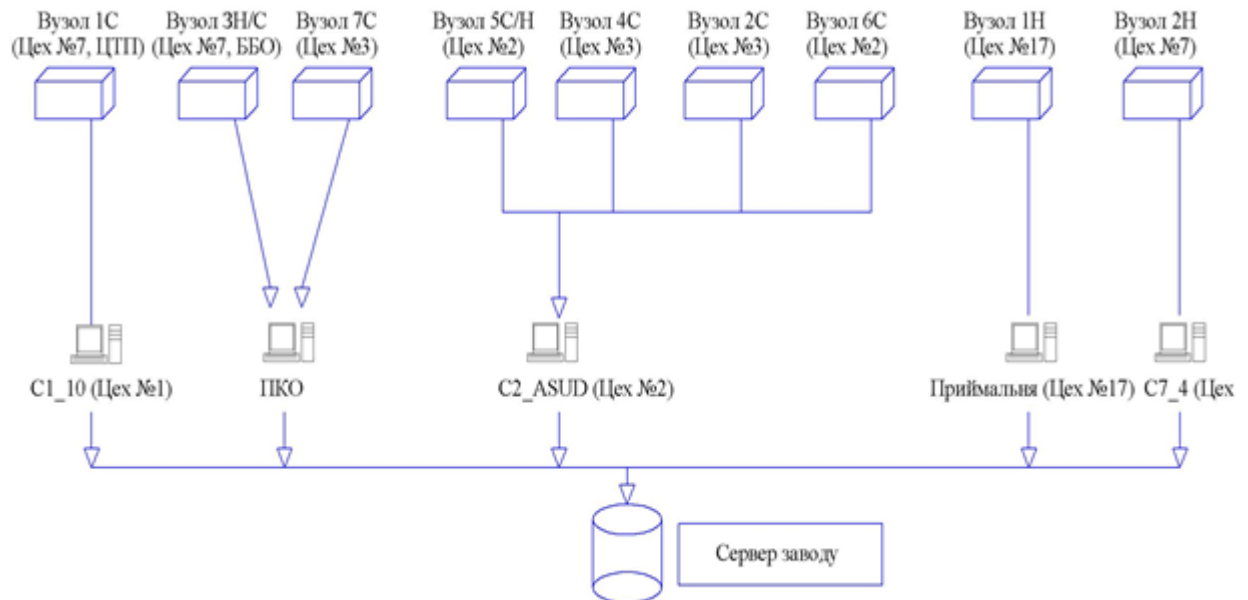 Вузол 1С
(Цех №7, ЦТП)
Вузол 3Н/С
(Цех №7, ББО)
Вузол 7С
(Цех №3)
Вузол 5С/Н
(Цех №2)
Вузол 4С
(Цех №3)
Вузол 2С
(Цех №3)
Вузол 6С
(Цех №2)
Вузол 1Н
(Цех №17)
Вузол 2Н
(Цех №7)
С1_10 (Цех №1)
ПКО
С2_ASUD (Цех №2)
Приймальня (Цех №17)
С7_4 (Цех
Сервер заводу